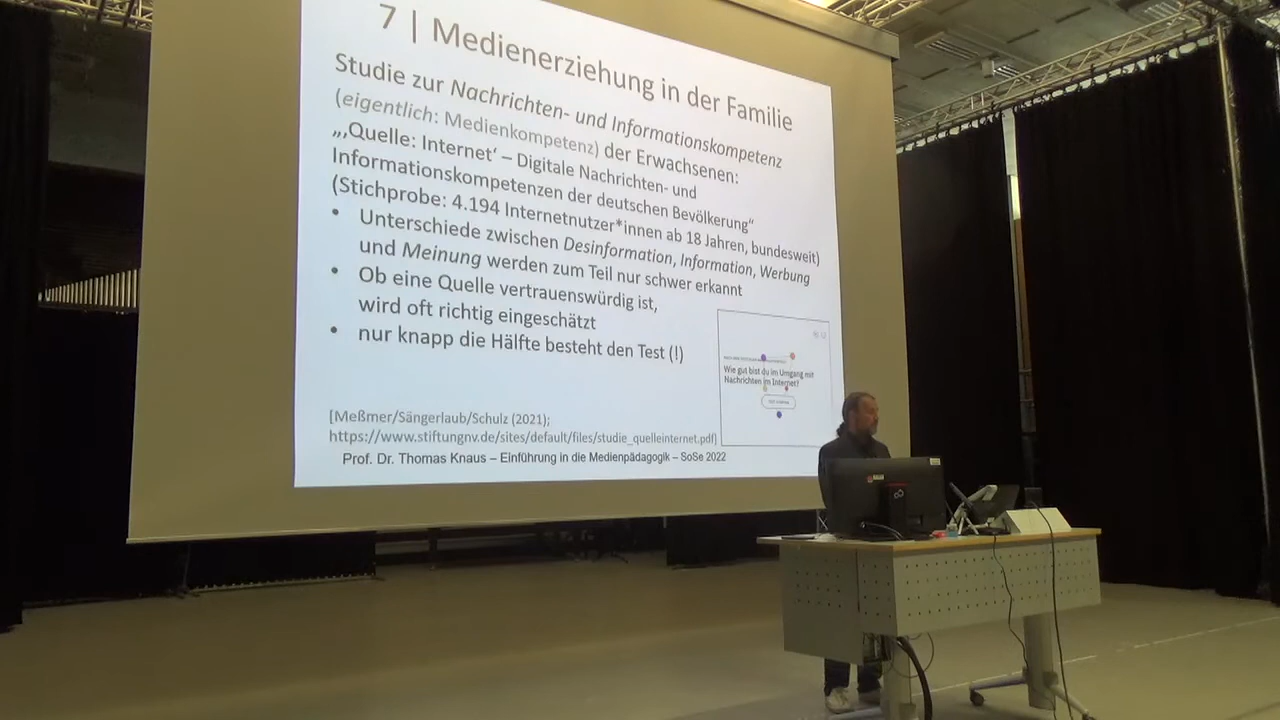 7 | Medienerziehung in der Familie
Studie zur Nachrichten- und Informationskompetenz
(eigentlich: Medienkompetenz) der Erwachsenen:
„‚Quelle: Internet‘ – Digitale Nachrichten- und
Informationskompetenzen der deutschen Bevölkerung“
(Stichprobe: 4.194 Internetnutzer*innen ab 18 Jahren, bundesweit)
• Unterschiede zwischen Desinformation, Information, Werbung
und Meinung werden zum Teil nur schwer erkannt
• Ob eine Quelle vertrauenswürdig ist,
wird oft richtig eingeschätzt
• nur knapp die Hälfte besteht den Test (!)
Wie gut bist du im Umgang mit
Nachrichten im Internet?
[Meßmer/Sängerlaub/Schulz (2021);
https://www.stiftungnv.de/sites/default/files/studie_quelleinternet.pdf]
Prof. Dr. Thomas Knaus – Einführung in die Medienpädagogik – SoSe 2022